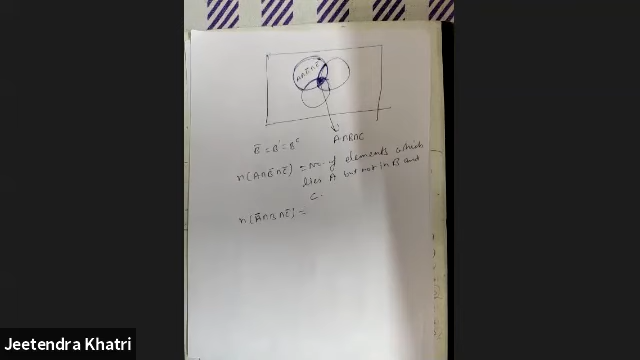 A∩B̄∩C̄
A∩B∩C
B̄ = B' = B^c
n(A∩B̄∩C̄) = No. of elements which
lies A but not in B and
C.
n(Ā∩B∩C̄) =
Jeetendra Khatri